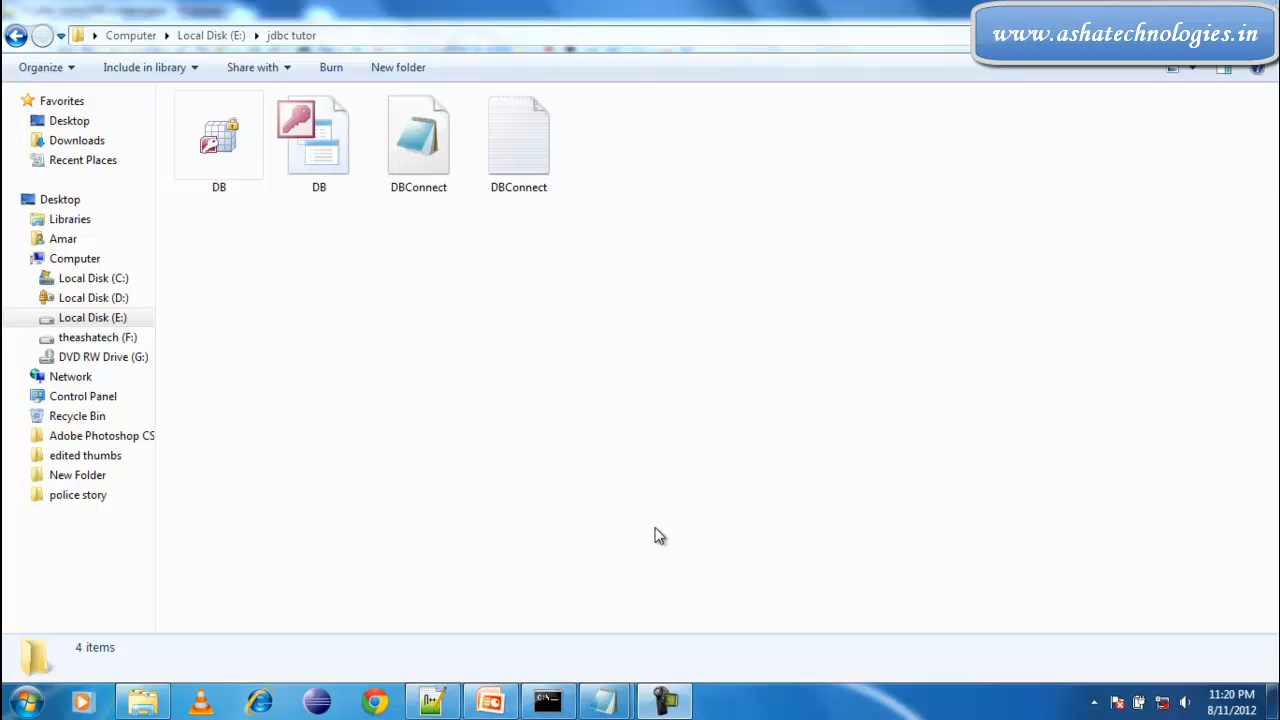 www.ashatechnologies.in
Computer Local Disk (E:) jdbc tutor
Organize Include in library Share with Burn New folder
Favorites
Desktop
Downloads
Recent Places
Desktop
Libraries
Amar
Computer
Local Disk (C:)
Local Disk (D:)
Local Disk (E:)
theashatech (F:)
DVD RW Drive (G:)
Network
Control Panel
Recycle Bin
Adobe Photoshop CS
edited thumbs
New Folder
police story
DB DB DBConnect DBConnect
4 items
C:\.
11:20 PM
8/11/2012